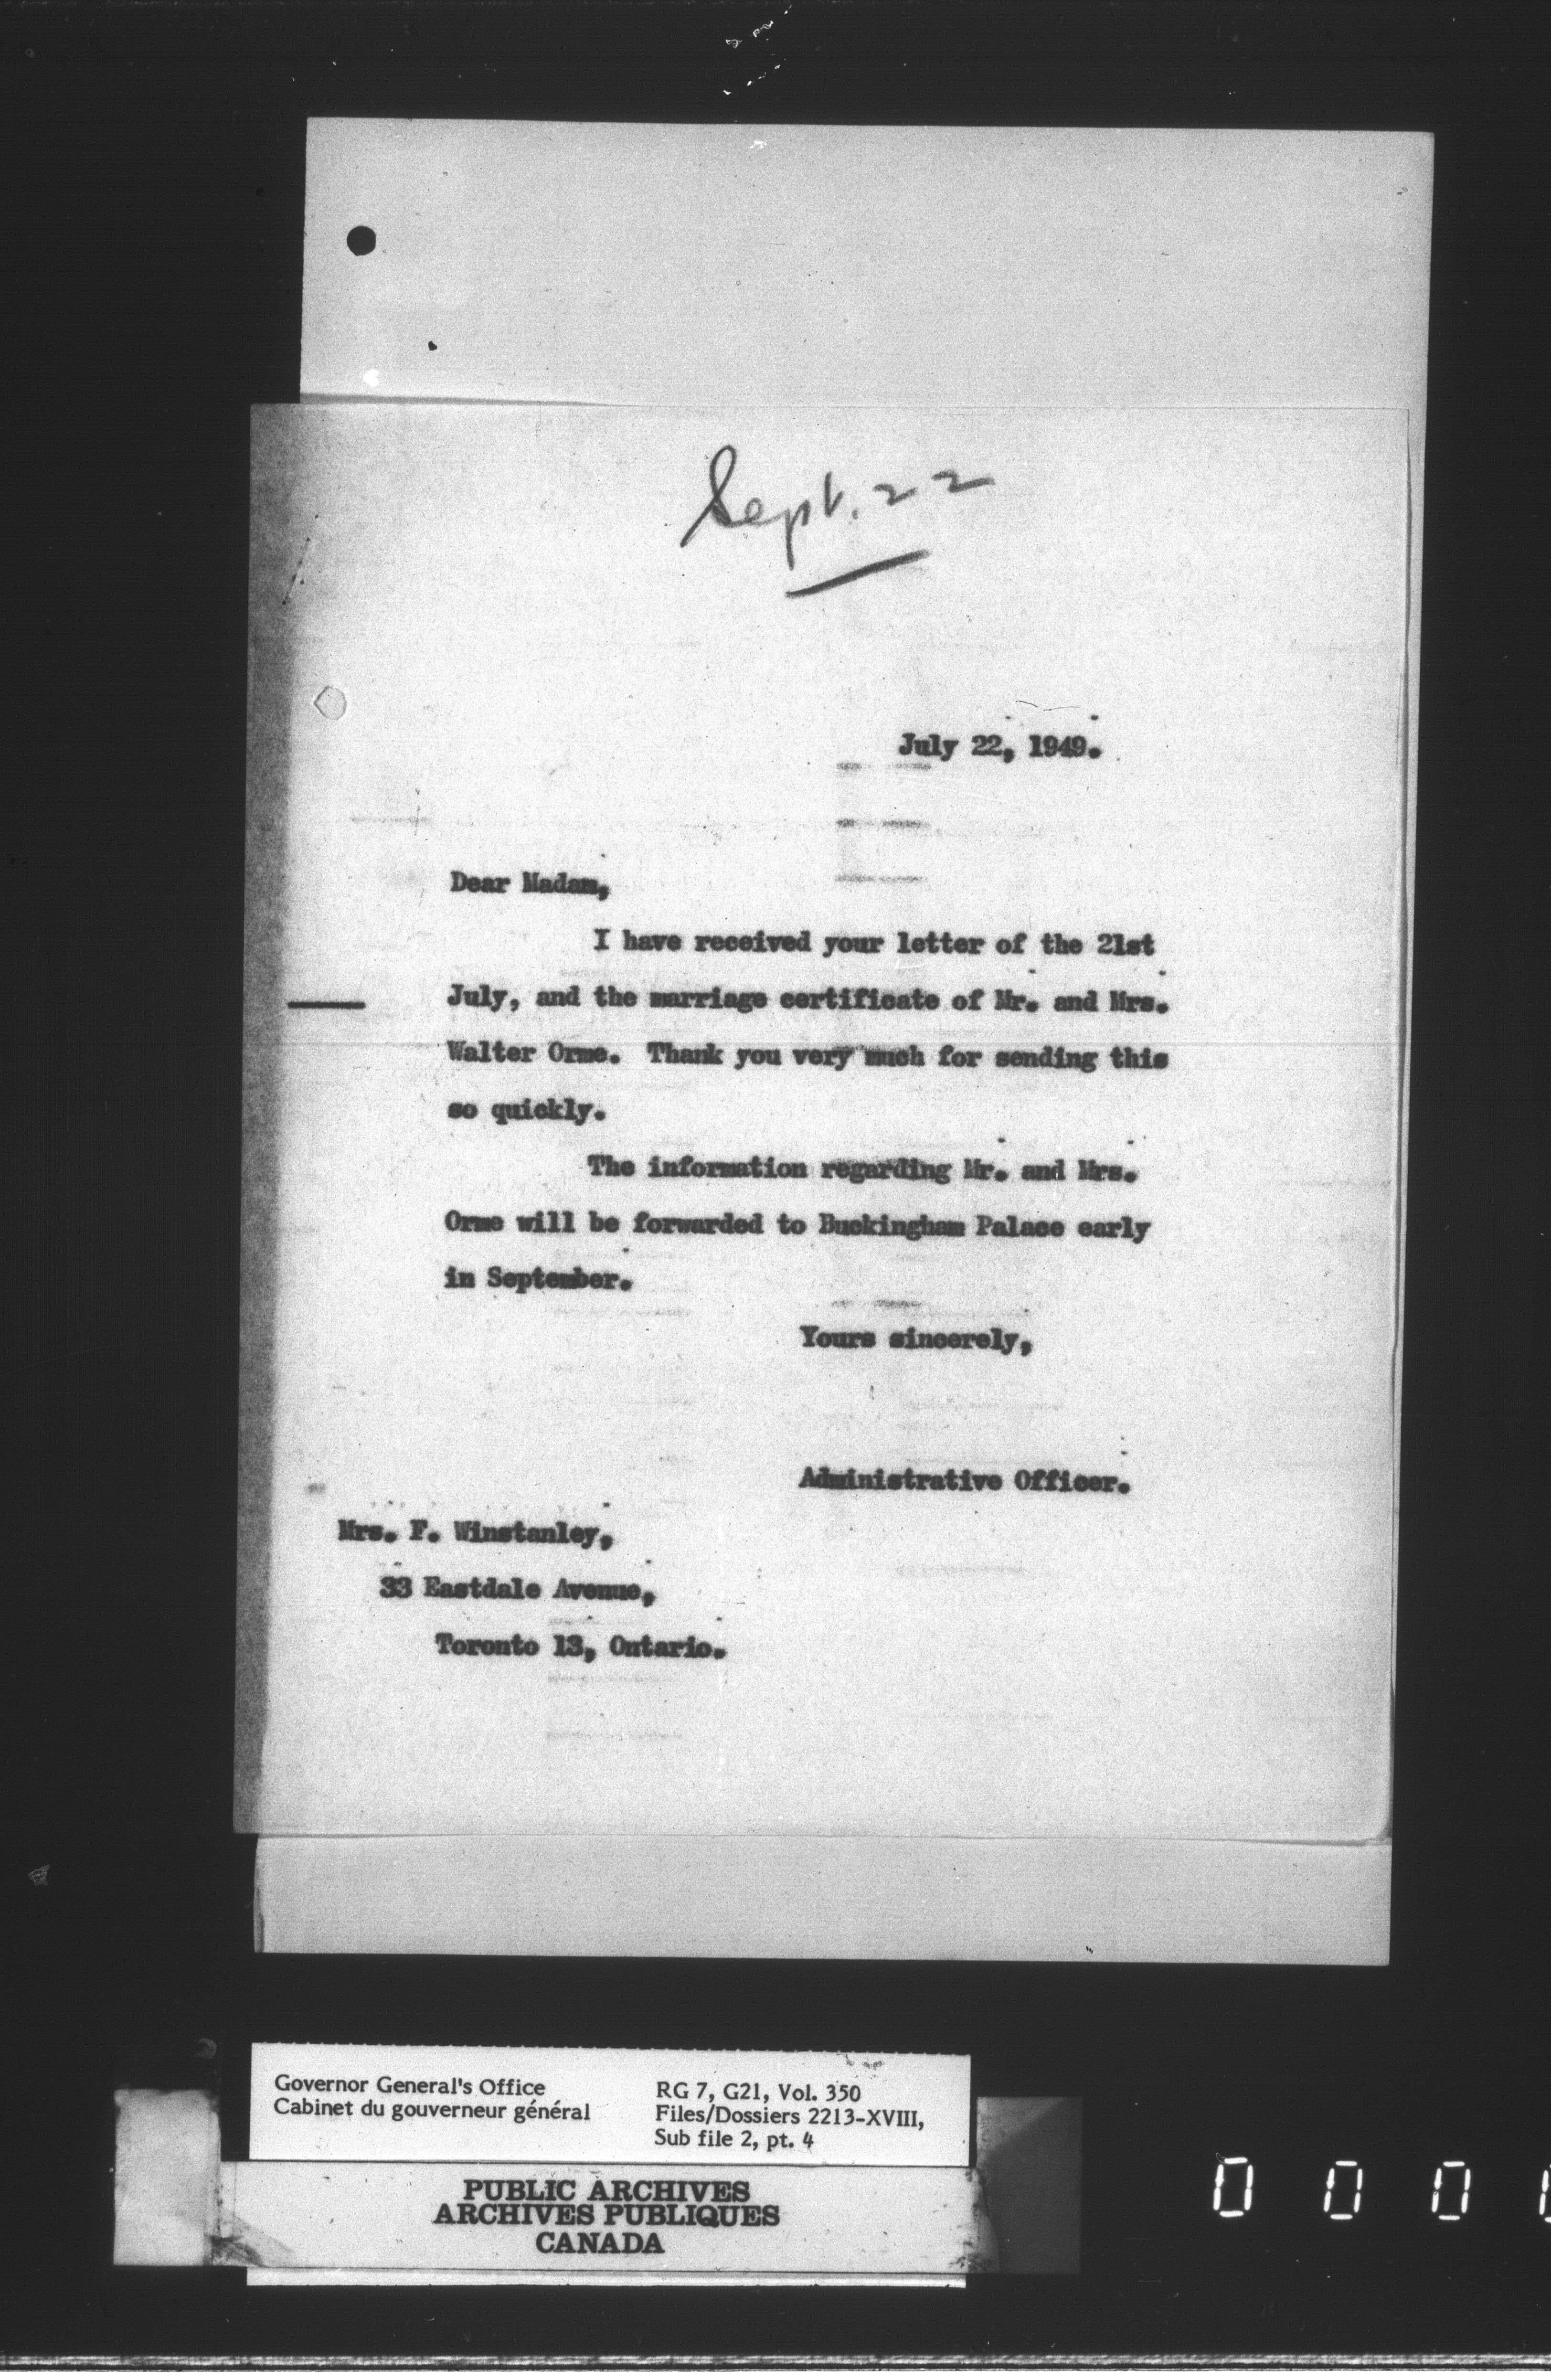 Sept. 22
July 22, 1949.
Dear Madam,
I have received your letter of the 21st
July, and the marriage certificate of Mr. and Mrs.
Walter Orme. Thank you very much for sending this
so quickly.
The information regarding Mr. and Mrs.
Orme will be forwarded to Buckingham Palace early
in September.
Yours sincerely,
Administrative Officer.
Mrs. F. Winstanley,
33 Eastdale Avenue,
Toronto 13, Ontario.
Governor General's Office
Cabinet du gouverneur général
RG 7, G21, Vol. 350
Files/Dossiers 2213-XVIII,
Sub file 2, pt. 4
PUBLIC ARCHIVES
ARCHIVES PUBLIQUES
CANADA
0 0 0